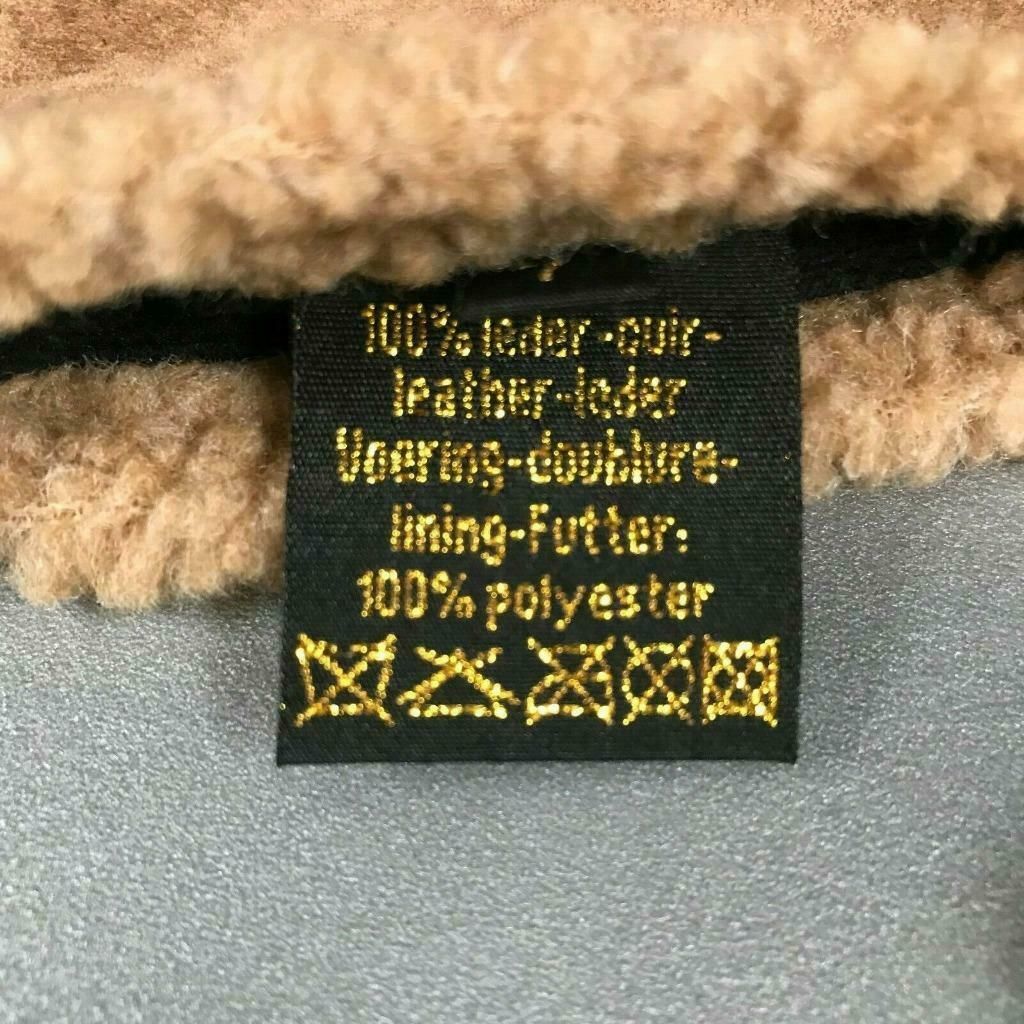 100% leder-cuir-
leather-leder
Voering-doublure-
lining-Futter:
100% polyester